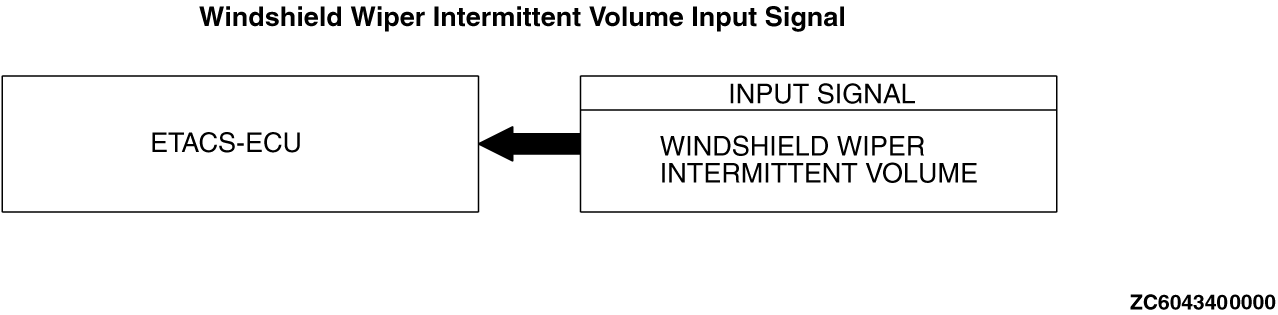 Windshield Wiper Intermittent Volume Input Signal
INPUT SIGNAL
ETACS-ECU
WINDSHIELD WIPER
INTERMITTENT VOLUME
ZC6043400000